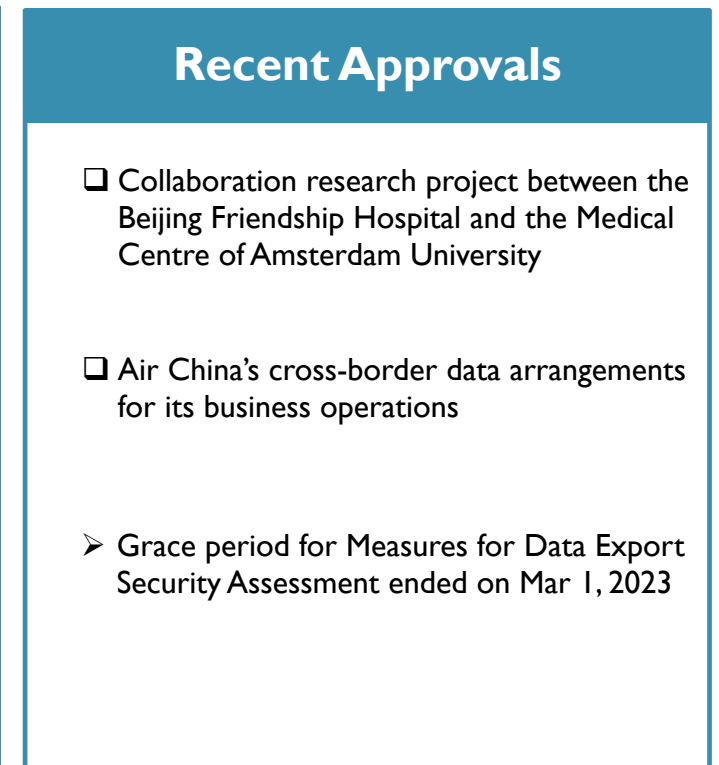 Recent Approvals
❑ Collaboration research project between the
Beijing Friendship Hospital and the Medical
Centre of Amsterdam University
❑ Air China’s cross-border data arrangements
for its business operations
➢ Grace period for Measures for Data Export
Security Assessment ended on Mar 1, 2023